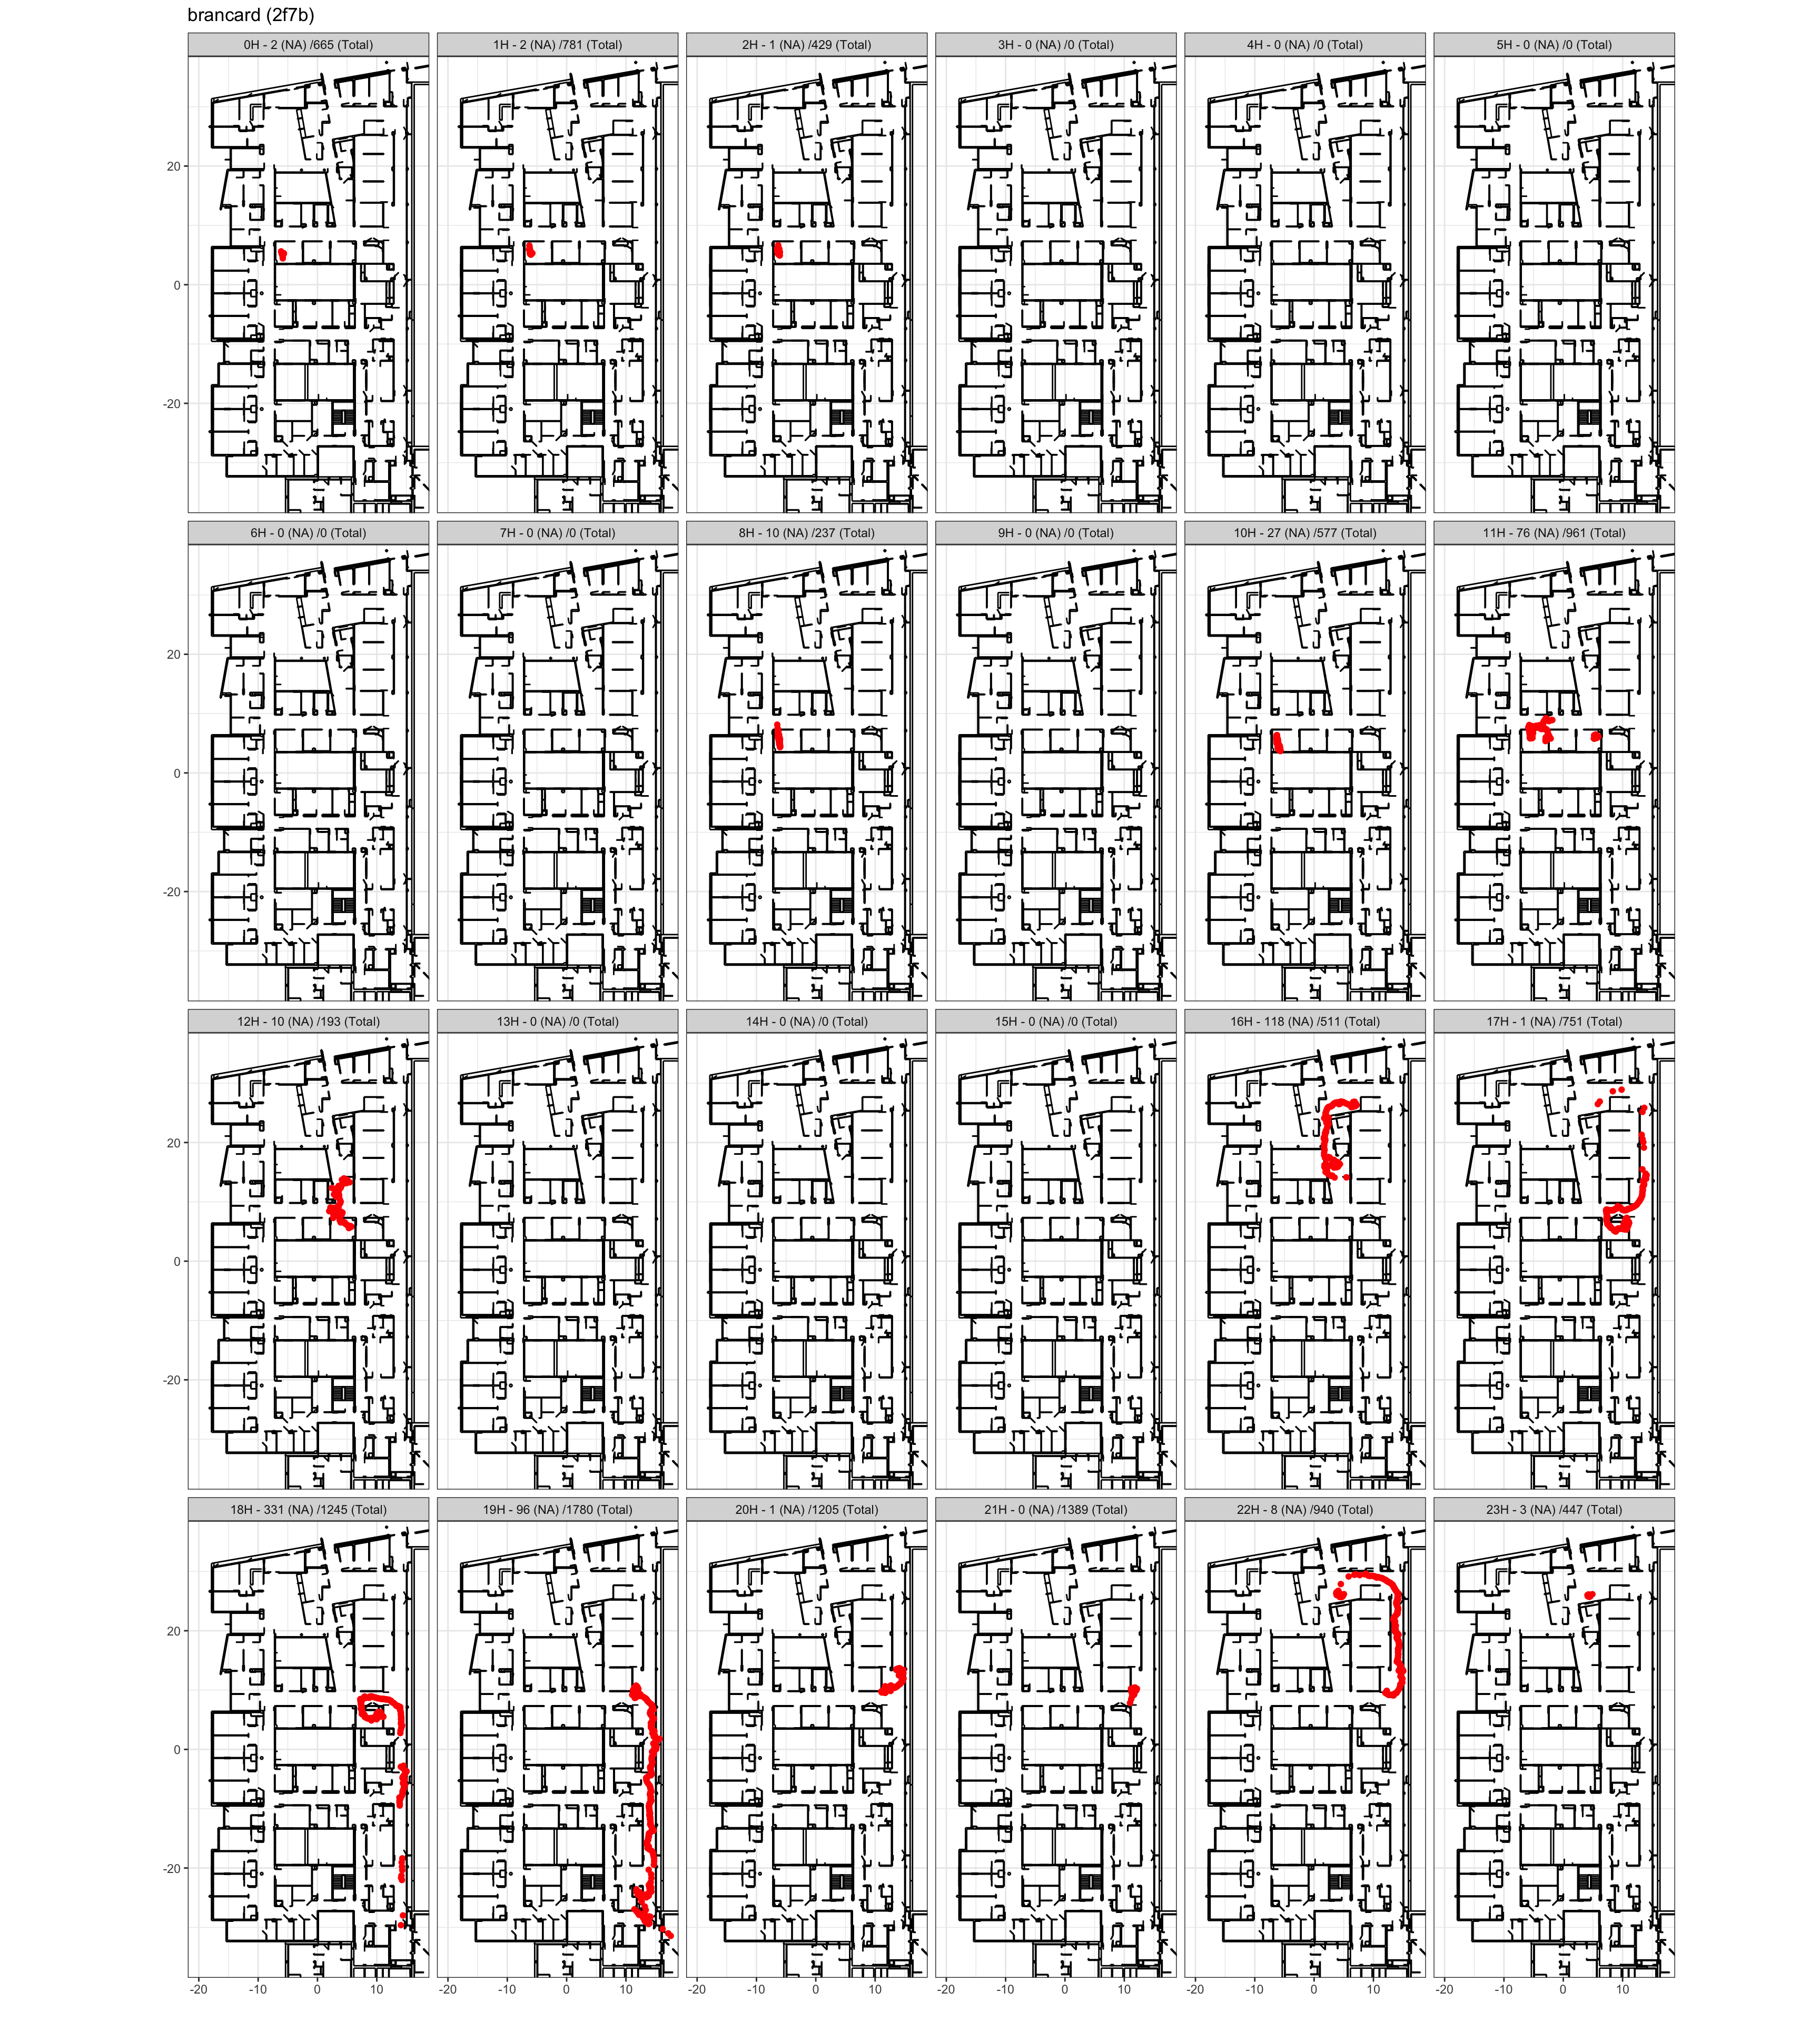 brancard (2f7b)
0H - 2 (NA) /665 (Total)
1H - 2 (NA) /781 (Total)
2H - 1 (NA) /429 (Total)
3H - 0 (NA) /0 (Total)
4H - 0 (NA) /0 (Total)
5H - 0 (NA) /0 (Total)
20
0
-20
6H - 0 (NA) /0 (Total)
7H - 0 (NA) /0 (Total)
8H - 10 (NA) /237 (Total)
9H - 0 (NA) /0 (Total)
10H - 27 (NA) /577 (Total)
11H - 76 (NA) /961 (Total)
20
0
-20
12H - 10 (NA) /193 (Total)
13H - 0 (NA) /0 (Total)
14H - 0 (NA) /0 (Total)
15H - 0 (NA) /0 (Total)
16H - 118 (NA) /511 (Total)
17H - 1 (NA) /751 (Total)
20
0
-20
18H - 331 (NA) /1245 (Total)
19H - 96 (NA) /1780 (Total)
20H - 1 (NA) /1205 (Total)
21H - 0 (NA) /1389 (Total)
22H - 8 (NA) /940 (Total)
23H - 3 (NA) /447 (Total)
20
0
-20
-20 -10 0 10
-20 -10 0 10
-20 -10 0 10
-20 -10 0 10
-20 -10 0 10
-20 -10 0 10